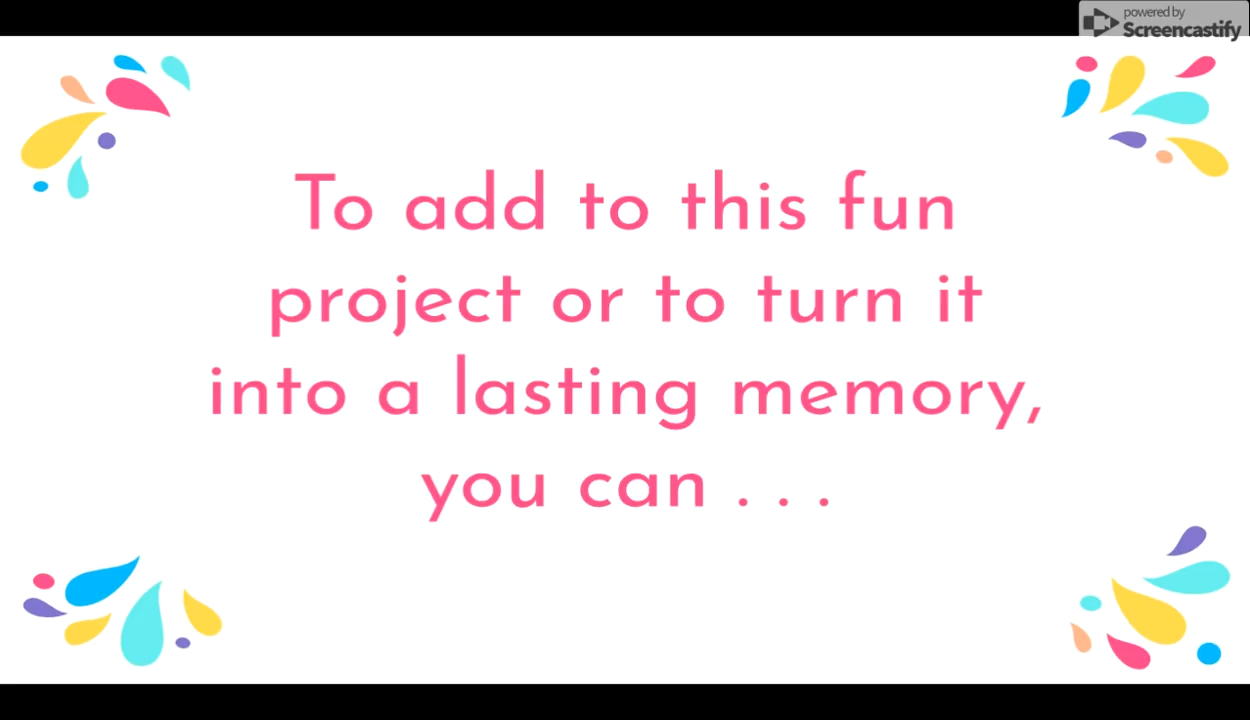 powered by
Screencastify
To add to this fun
project or to turn it
into a lasting memory,
you can . . .